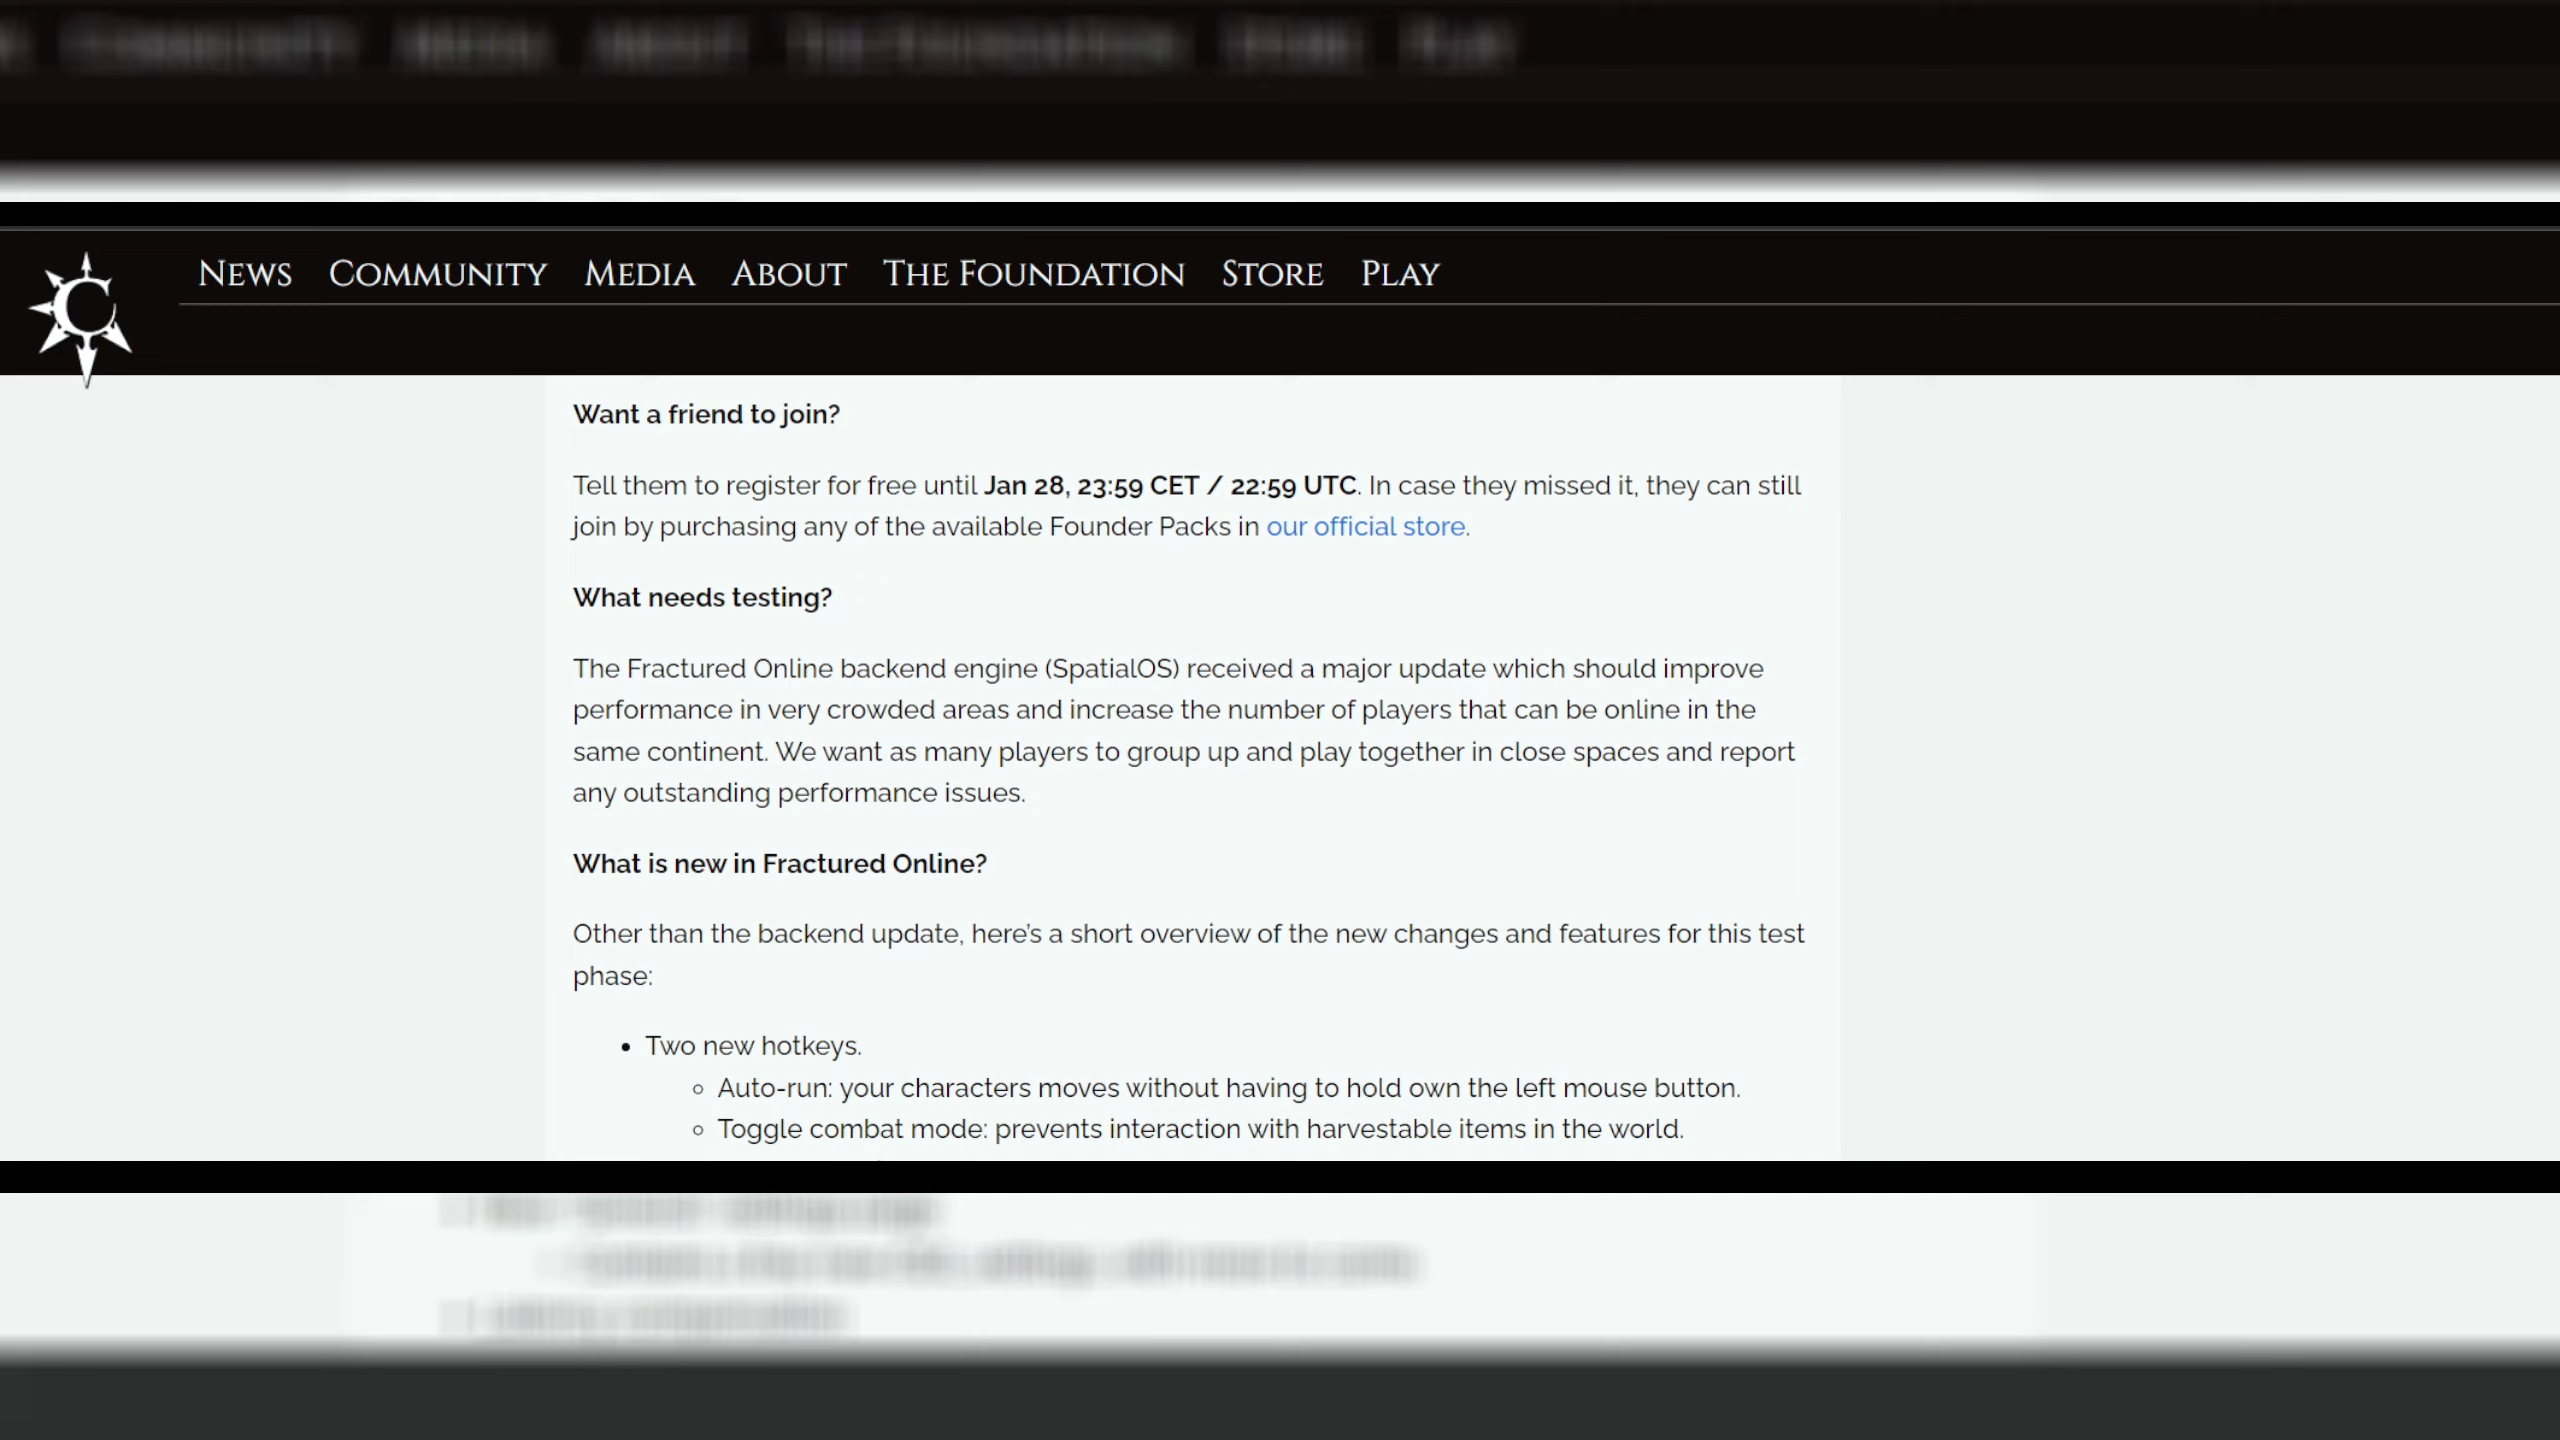 News Community Media About The Foundation Store Play
Want a friend to join?
Tell them to register for free until Jan 28, 23:59 CET / 22:59 UTC. In case they missed it, they can still
join by purchasing any of the available Founder Packs in our official store.
What needs testing?
The Fractured Online backend engine (SpatialOS) received a major update which should improve
performance in very crowded areas and increase the number of players that can be online in the
same continent. We want as many players to group up and play together in close spaces and report
any outstanding performance issues.
What is new in Fractured Online?
Other than the backend update, here's a short overview of the new changes and features for this test
phase:
• Two new hotkeys.
◦ Auto-run: your characters moves without having to hold own the left mouse button.
◦ Toggle combat mode: prevents interaction with harvestable items in the world.